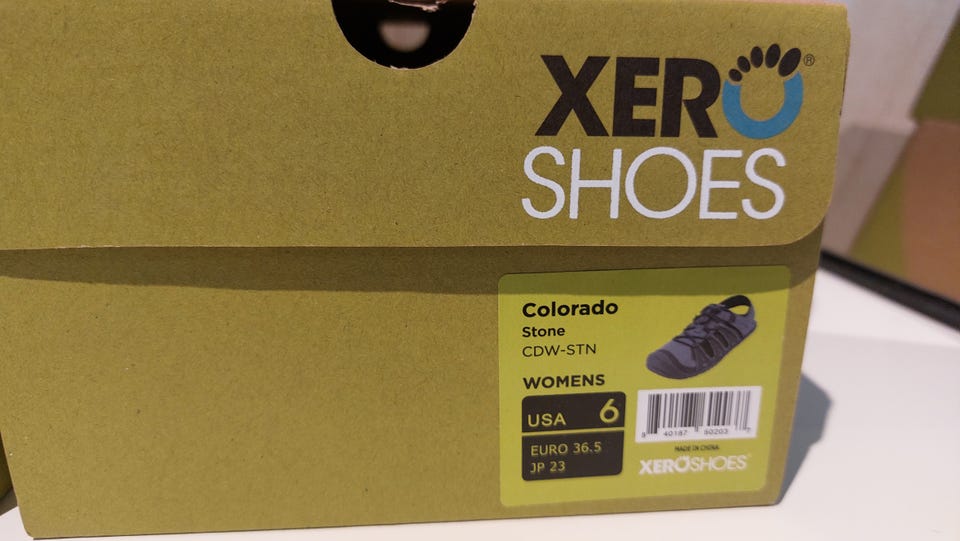 XERO®
SHOES
Colorado
Stone
CDW-STN
WOMENS
USA 6
EURO 36.5
JP 23
MADE IN CHINA
XEROSHOES